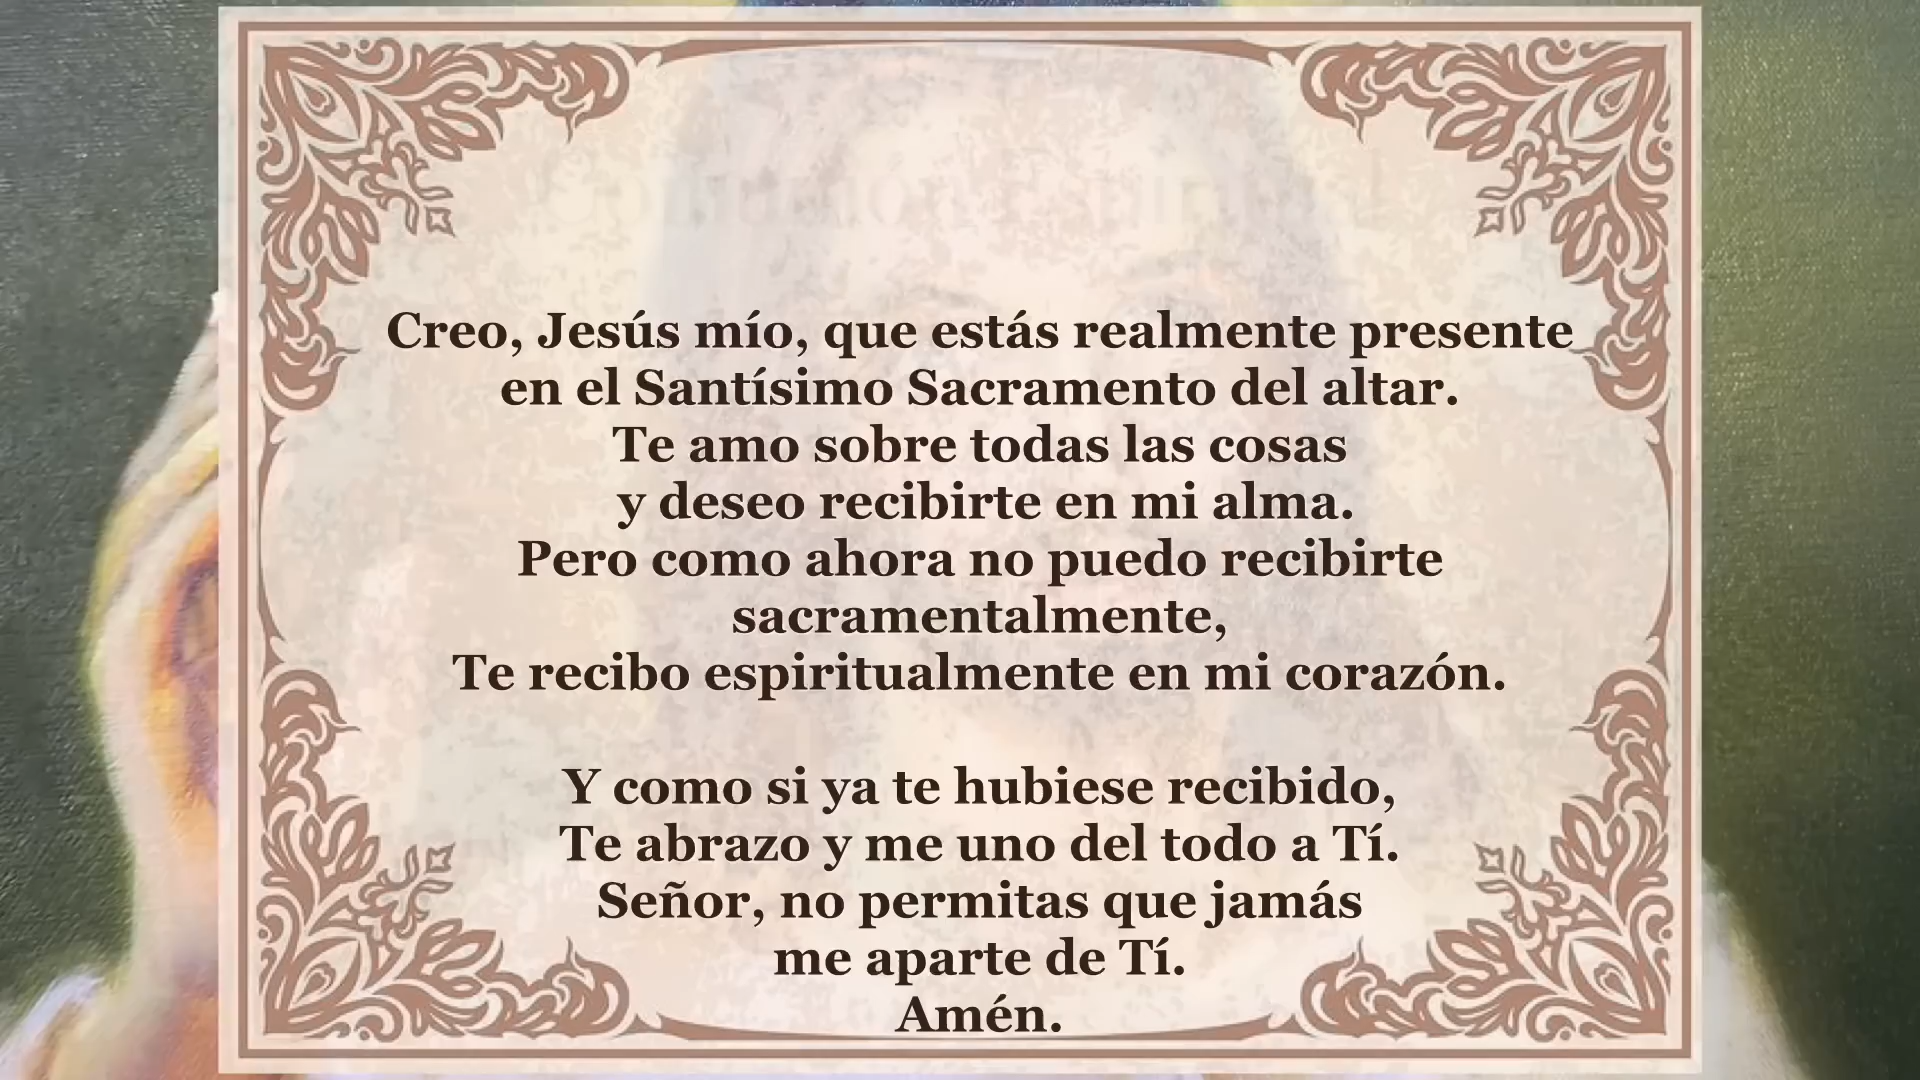 Creo, Jesús mío, que estás realmente presente
en el Santísimo Sacramento del altar.
Te amo sobre todas las cosas
y deseo recibirte en mi alma.
Pero como ahora no puedo recibirte
sacramentalmente,
Te recibo espiritualmente en mi corazón.
Y como si ya te hubiese recibido,
Te abrazo y me uno del todo a Tí.
Señor, no permitas que jamás
me aparte de Tí.
Amén.